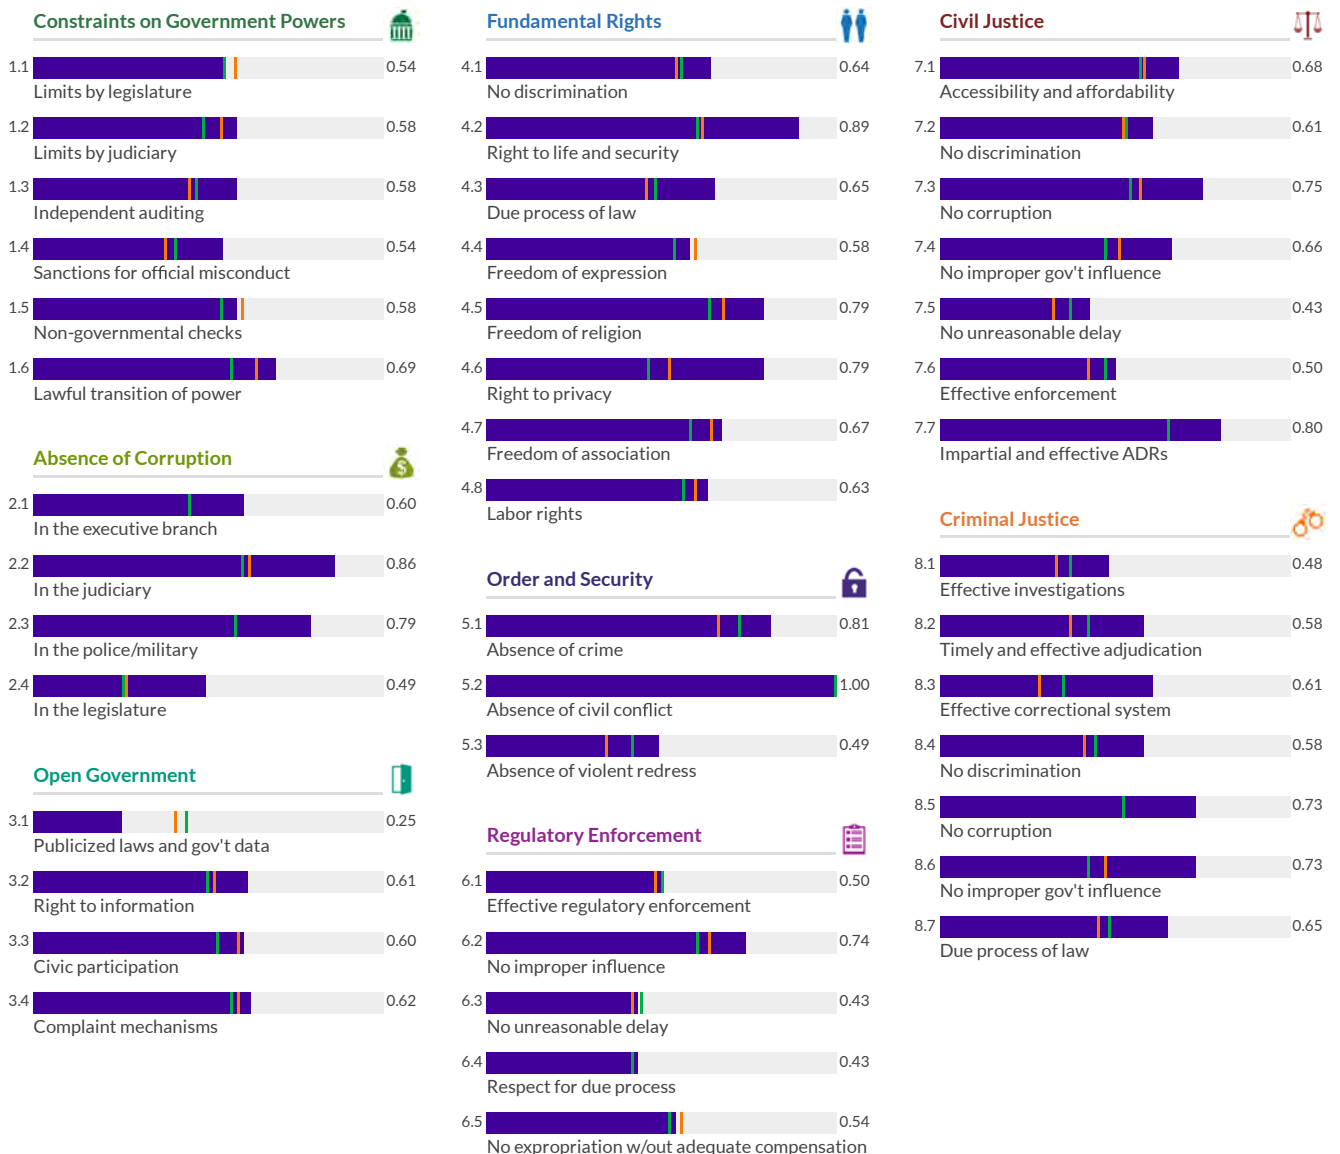 Constraints on Government Powers
1.1 0.54
Limits by legislature
1.2 0.58
Limits by judiciary
1.3 0.58
Independent auditing
1.4 0.54
Sanctions for official misconduct
1.5 0.58
Non-governmental checks
1.6 0.69
Lawful transition of power
Absence of Corruption
2.1 0.60
In the executive branch
2.2 0.86
In the judiciary
2.3 0.79
In the police/military
2.4 0.49
In the legislature
Open Government
3.1 0.25
Publicized laws and gov't data
3.2 0.61
Right to information
3.3 0.60
Civic participation
3.4 0.62
Complaint mechanisms
Fundamental Rights
4.1 0.64
No discrimination
4.2 0.89
Right to life and security
4.3 0.65
Due process of law
4.4 0.58
Freedom of expression
4.5 0.79
Freedom of religion
4.6 0.79
Right to privacy
4.7 0.67
Freedom of association
4.8 0.63
Labor rights
Order and Security
5.1 0.81
Absence of crime
5.2 1.00
Absence of civil conflict
5.3 0.49
Absence of violent redress
Regulatory Enforcement
6.1 0.50
Effective regulatory enforcement
6.2 0.74
No improper influence
6.3 0.43
No unreasonable delay
6.4 0.43
Respect for due process
6.5 0.54
No expropriation w/out adequate compensation
Civil Justice
7.1 0.68
Accessibility and affordability
7.2 0.61
No discrimination
7.3 0.75
No corruption
7.4 0.66
No improper gov't influence
7.5 0.43
No unreasonable delay
7.6 0.50
Effective enforcement
7.7 0.80
Impartial and effective ADRs
Criminal Justice
8.1 0.48
Effective investigations
8.2 0.58
Timely and effective adjudication
8.3 0.61
Effective correctional system
8.4 0.58
No discrimination
8.5 0.73
No corruption
8.6 0.73
No improper gov't influence
8.7 0.65
Due process of law